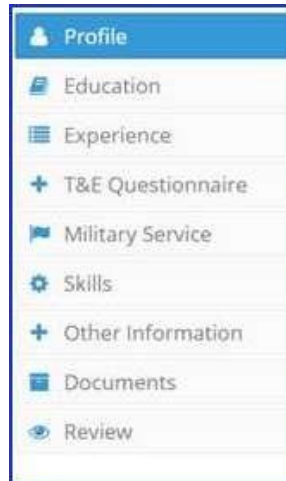 Profile
Education
Experience
T&E Questionnaire
Military Service
Skills
Other Information
Documents
Review